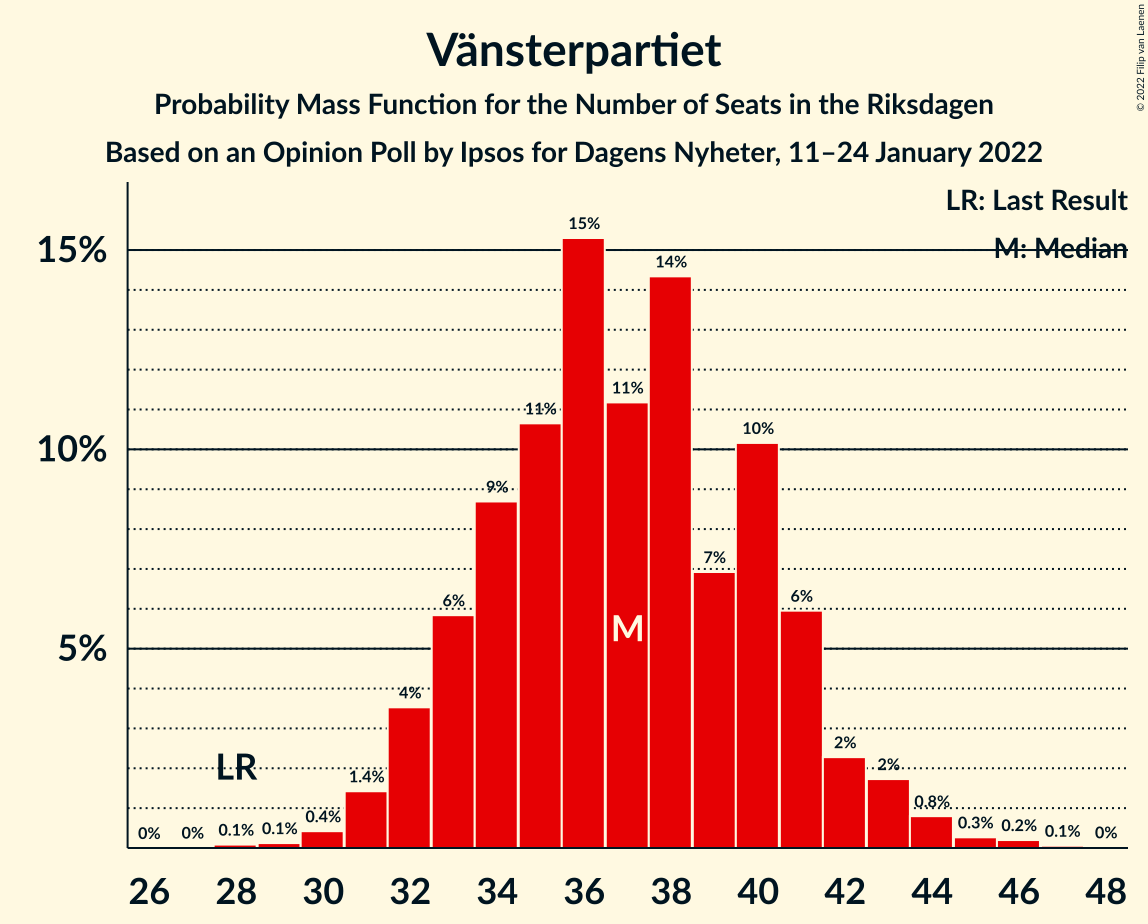 Vänsterpartiet
Probability Mass Function for the Number of Seats in the Riksdagen
Based on an Opinion Poll by Ipsos for Dagens Nyheter, 11–24 January 2022
© 2022 Filip van Laenen
LR: Last Result
M: Median
15%
10%
5%
0%
0%
0.1%
0.1%
0.4%
1.4%
4%
6%
9%
11%
15%
11%
14%
7%
10%
6%
2%
2%
0.8%
0.3%
0.2%
0.1%
0%
LR
M
26 28 30 32 34 36 38 40 42 44 46 48